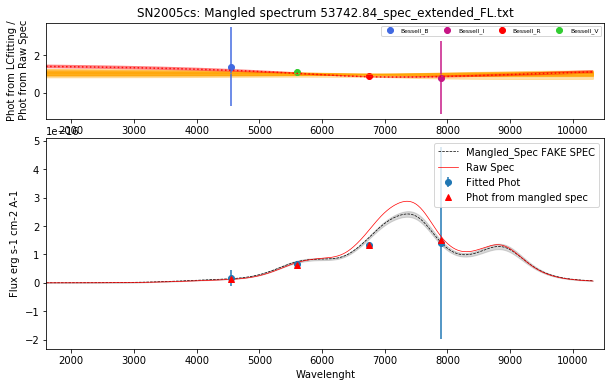 SN2005cs: Mangled spectrum 53742.84_spec_extended_FL.txt
Phot from LCfitting /
Phot from Raw Spec
Bessell_B Bessell_I Bessell_R Bessell_V
2
0
2000 3000 4000 5000 6000 7000 8000 9000 10000
1e−16
Flux erg s-1 cm-2 A-1
5
4
3
2
1
0
−1
−2
Mangled_Spec FAKE SPEC
Raw Spec
Fitted Phot
Phot from mangled spec
2000 3000 4000 5000 6000 7000 8000 9000 10000
Wavelenght